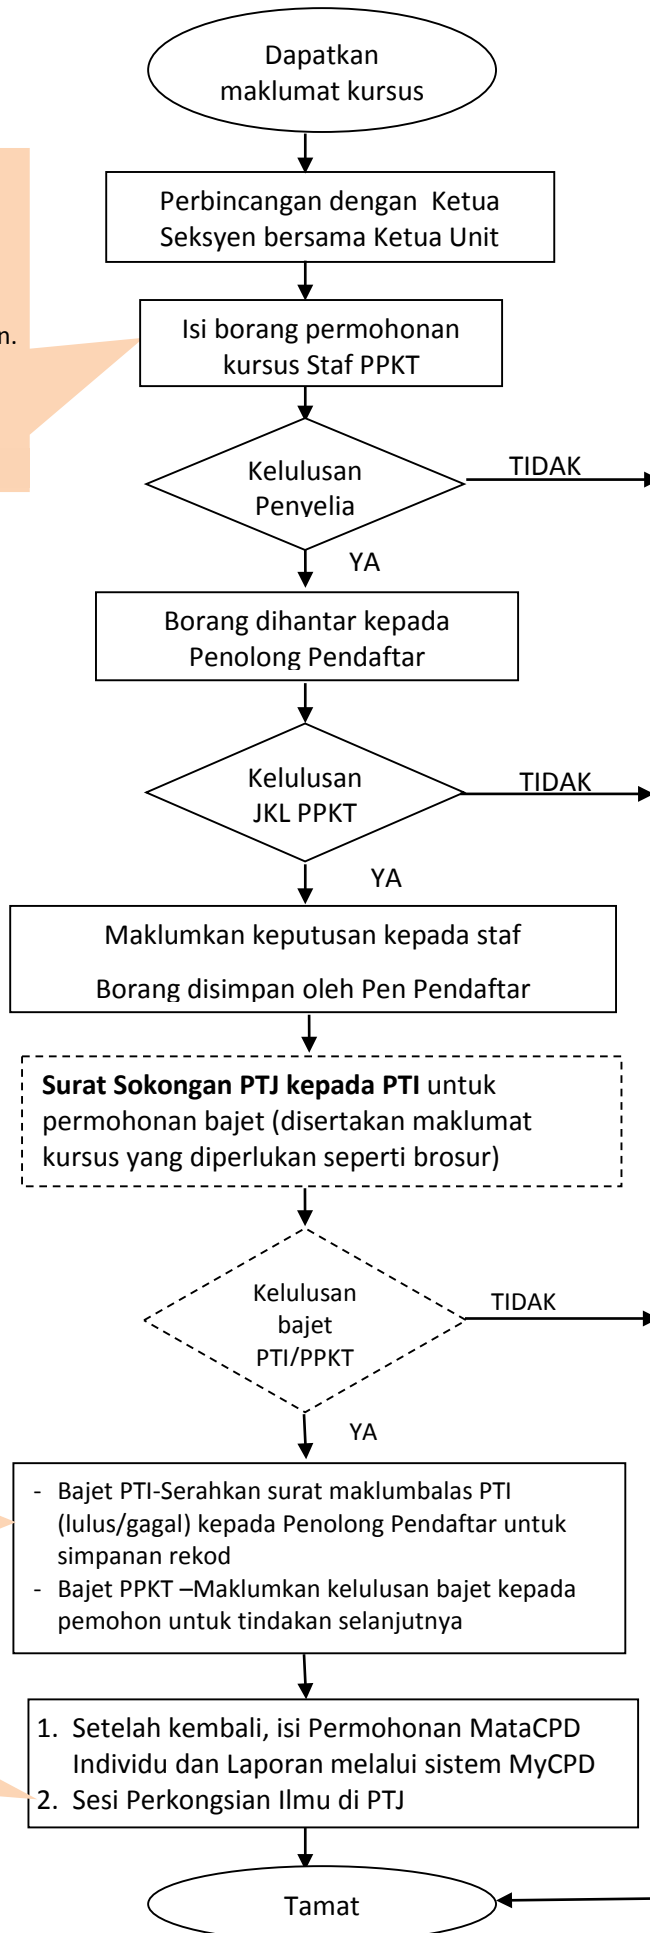 Dapatkan
maklumat kursus
Perbincangan dengan Ketua
Seksyen bersama Ketua Unit
n.
Isi borang permohonan
kursus Staf PPKT
Kelulusan
Penyelia
TIDAK
YA
Borang dihantar kepada
Penolong Pendaftar
Kelulusan
JKL PPKT
TIDAK
YA
Maklumkan keputusan kepada staf
Borang disimpan oleh Pen Pendaftar
Surat Sokongan PTJ kepada PTI untuk
permohonan bajet (disertakan maklumat
kursus yang diperlukan seperti brosur)
Kelulusan
bajet
PTI/PPKT
TIDAK
YA
- Bajet PTI-Serahkan surat maklumbalas PTI
(lulus/gagal) kepada Penolong Pendaftar untuk
simpanan rekod
- Bajet PPKT –Maklumkan kelulusan bajet kepada
pemohon untuk tindakan selanjutnya
1. Setelah kembali, isi Permohonan MataCPD
Individu dan Laporan melalui sistem MyCPD
2. Sesi Perkongsian Ilmu di PTJ
Tamat